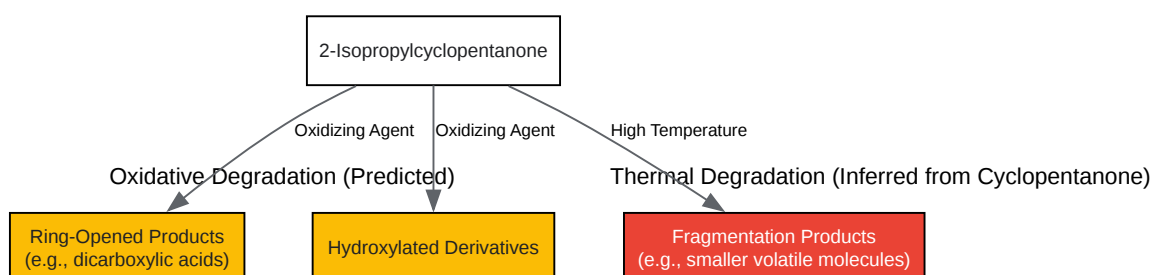 2-Isopropylcyclopentanone
Oxidizing Agent
Oxidizing Agent
High Temperature
Oxidative Degradation (Predicted)
Thermal Degradation (Inferred from Cyclopentanone)
Ring-Opened Products
(e.g., dicarboxylic acids)
Hydroxylated Derivatives
Fragmentation Products
(e.g., smaller volatile molecules)